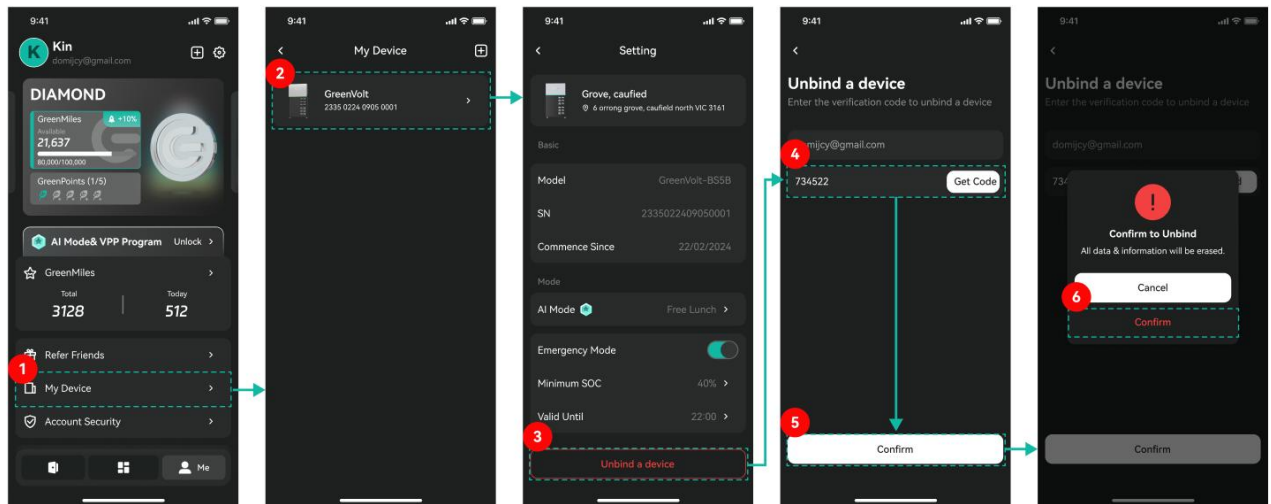 9:41
K
Kin
domijcy@gmail.com
DIAMOND
GreenMiles
+10%
Available
21,637
80,000/100,000
GreenPoints (1/5)
AI Mode& VPP Program
Unlock >
GreenMiles >
Total
Today
3128
512
Refer Friends >
1
My Device >
Account Security >
Me
9:41
< My Device
2
GreenVolt
2335 0224 0905 0001
>
9:41
< Setting
Grove, caufied
6 orrong grove, caufield north VIC 3161
Basic
Model GreenVolt-BS5B
SN 2335022409050001
Commence Since 22/02/2024
Mode
AI Mode Free Lunch >
Emergency Mode
Minimum SOC 40% >
Valid Until 22:00 >
3
Unbind a device
9:41
<
Unbind a device
Enter the verification code to unbind a device
mijcy@gmail.com
4
734522 Get Code
5
Confirm
9:41
<
Unbind a device
Enter the verification code to unbind a device
domijcy@gmail.com
734
!
Confirm to Unbind
All data & information will be erased.
Cancel
6
Confirm
Confirm